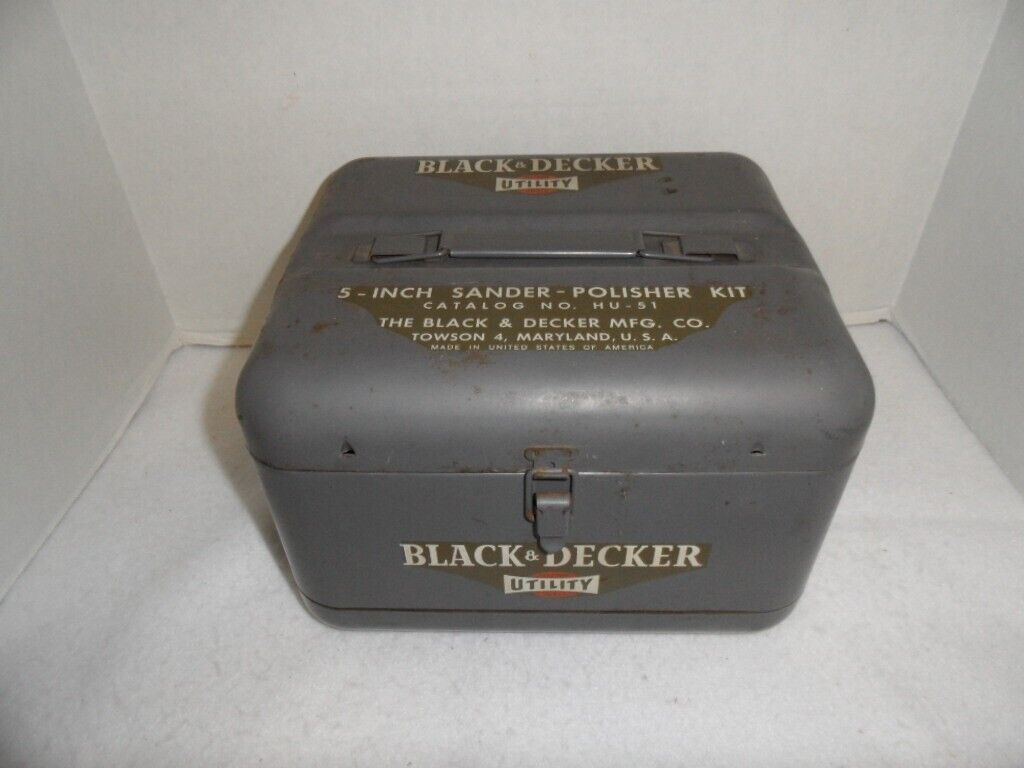 BLACK & DECKER
UTILITY
5-INCH SANDER-POLISHER KIT
CATALOG NO. HU-51
THE BLACK & DECKER MFG. CO.
TOWSON 4, MARYLAND, U. S. A.
MADE IN UNITED STATES OF AMERICA
BLACK & DECKER
UTILITY